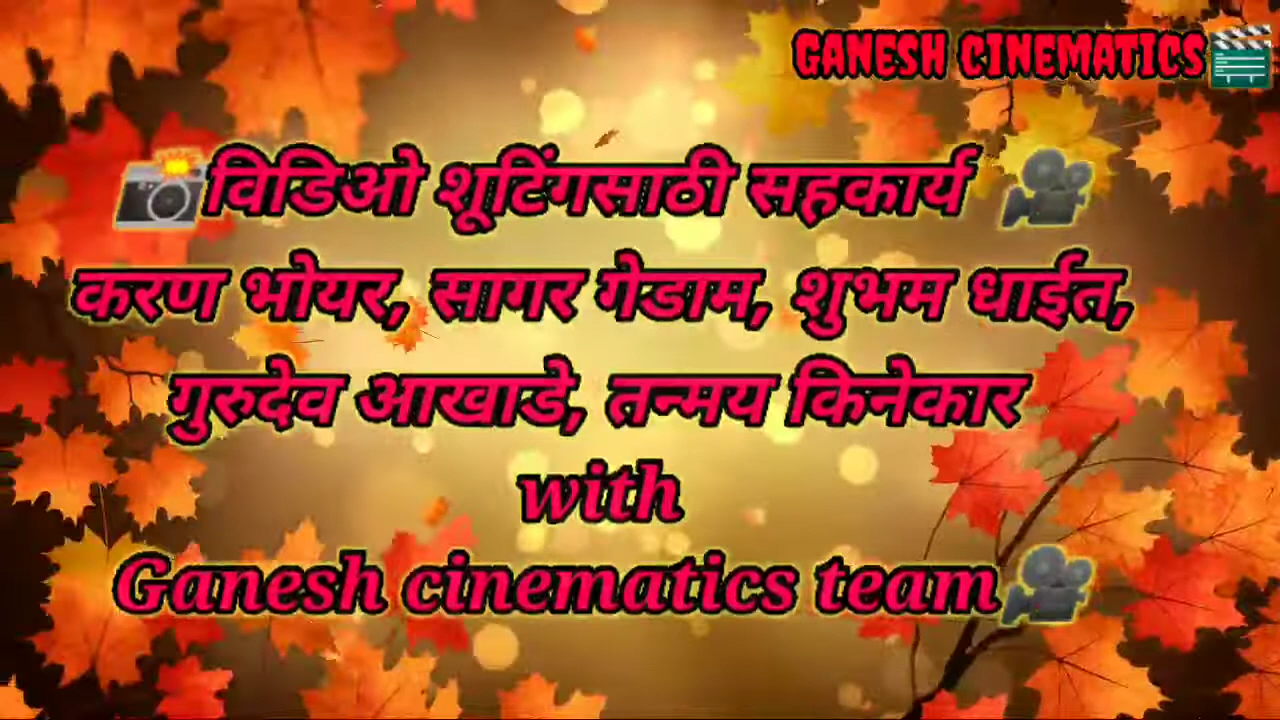 GANESH CINEMATICS🎬
📸विडिओ शूटिंगसाठी सहकार्य 🎥
करण भोयर, सागर गेडाम, शुभम धाईत,
गुरुदेव आखाडे, तन्मय किनेकार
with
Ganesh cinematics team🎥